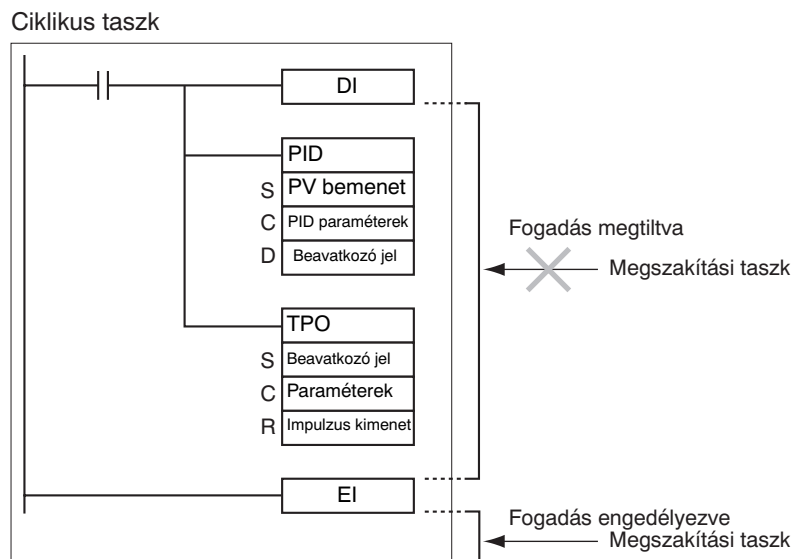 Ciklikus taszk
DI
PID
S PV bemenet
C PID paraméterek
D Beavatkozó jel
Fogadás megtiltva
Megszakítási taszk
TPO
S Beavatkozó jel
C Paraméterek
R Impulzus kimenet
EI
Fogadás engedélyezve
Megszakítási taszk